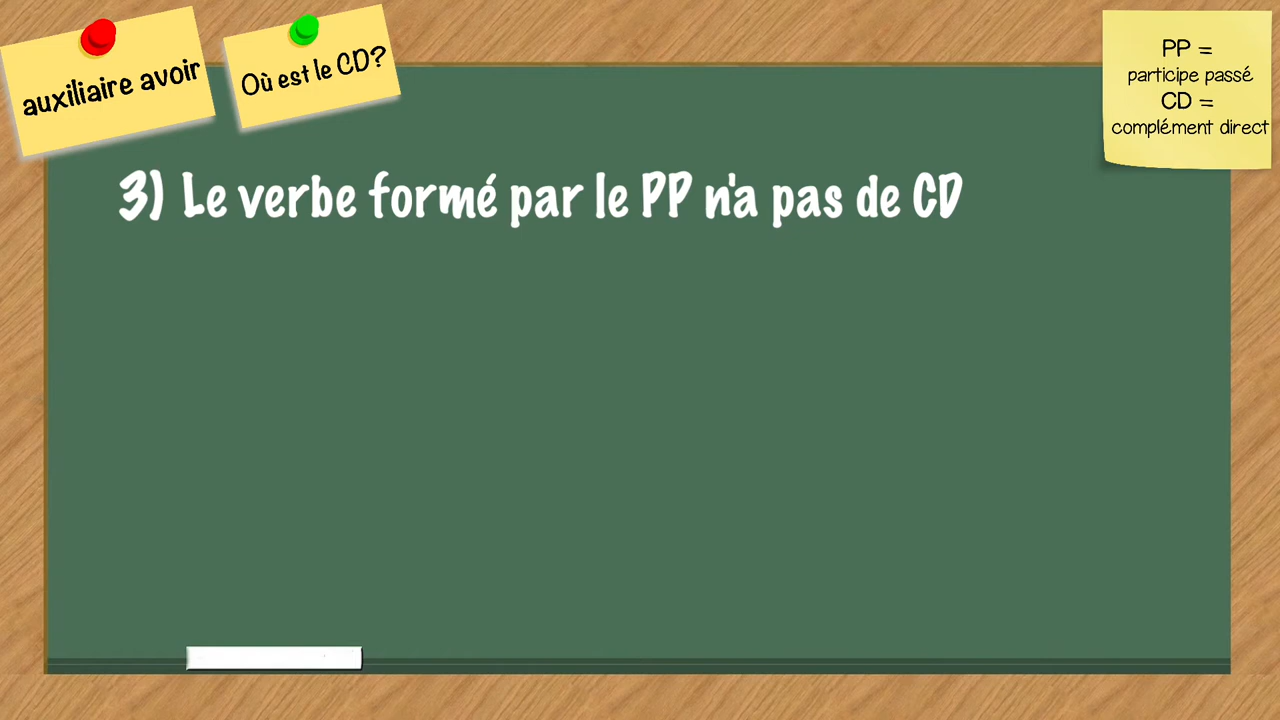 auxiliaire avoir
Où est le CD?
PP =
participe passé
CD =
complément direct
3) Le verbe formé par le PP n'a pas de CD